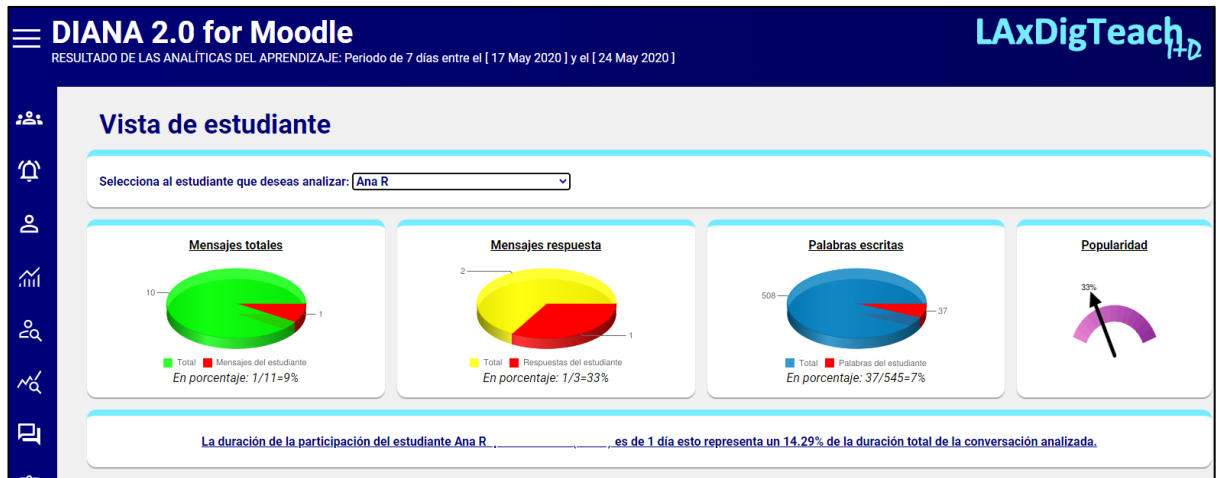 DIANA 2.0 for Moodle
RESULTADO DE LAS ANALÍTICAS DEL APRENDIZAJE: Periodo de 7 días entre el [ 17 May 2020 ] y el [ 24 May 2020 ]
LAxDigTeach
I+D
Vista de estudiante
Selecciona al estudiante que deseas analizar: Ana R
Mensajes totales
10
1
Total Mensajes del estudiante
En porcentaje: 1/11=9%
Mensajes respuesta
2
1
Total Respuestas del estudiante
En porcentaje: 1/3=33%
Palabras escritas
508
37
Total Palabras del estudiante
En porcentaje: 37/545=7%
Popularidad
33%
La duración de la participación del estudiante Ana R es de 1 día esto representa un 14.29% de la duración total de la conversación analizada.